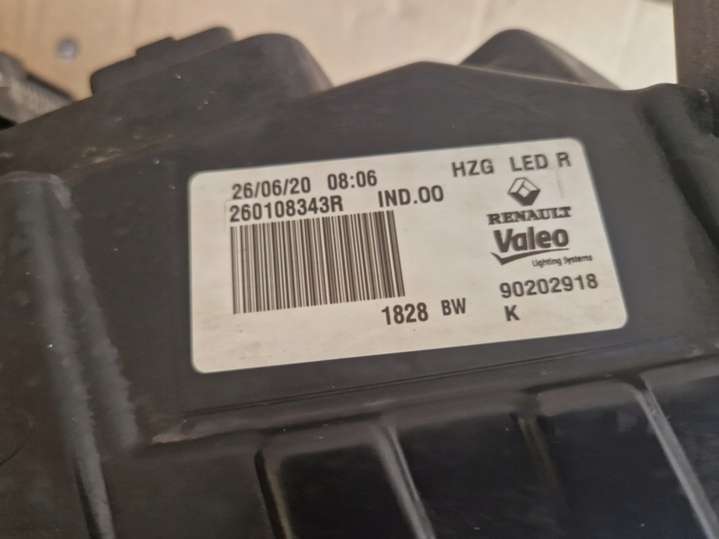 26/06/20 08:06 HZG LED R
260108343R IND.00
RENAULT
Valeo
Lighting Systems
1828 BW 90202918
K